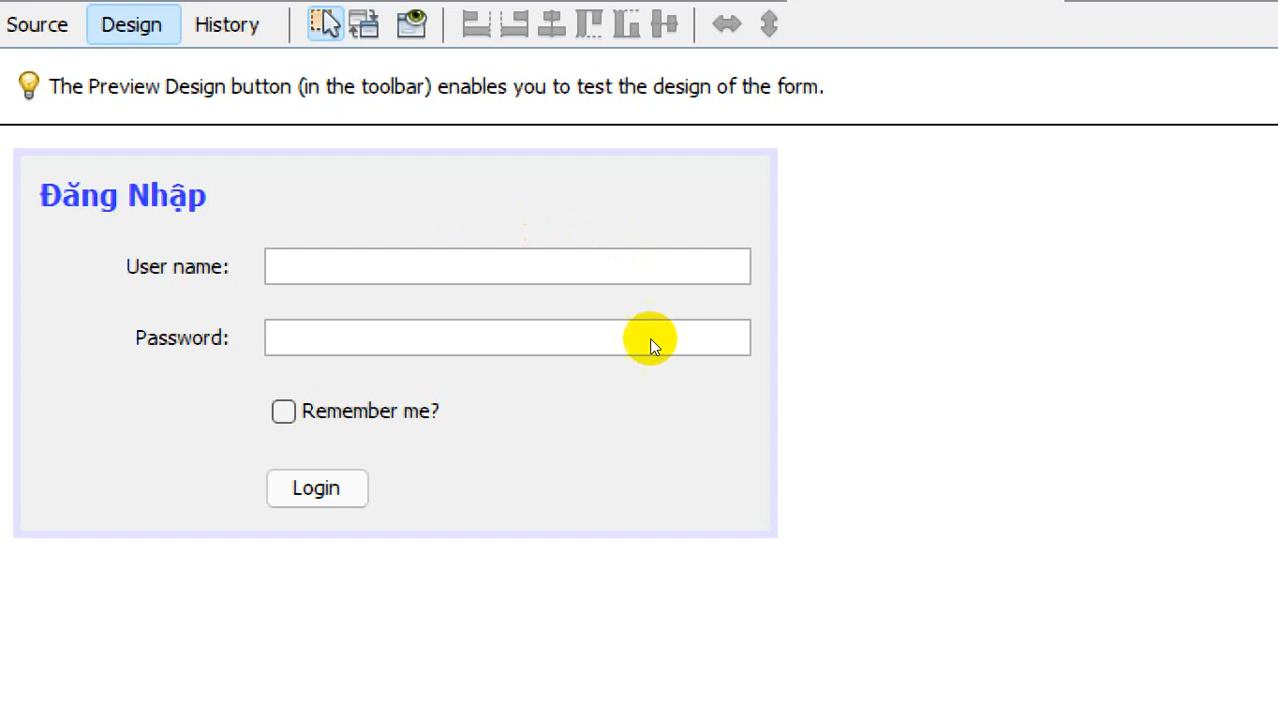 Source Design History
The Preview Design button (in the toolbar) enables you to test the design of the form.
Đăng Nhập
User name:
Password:
Remember me?
Login